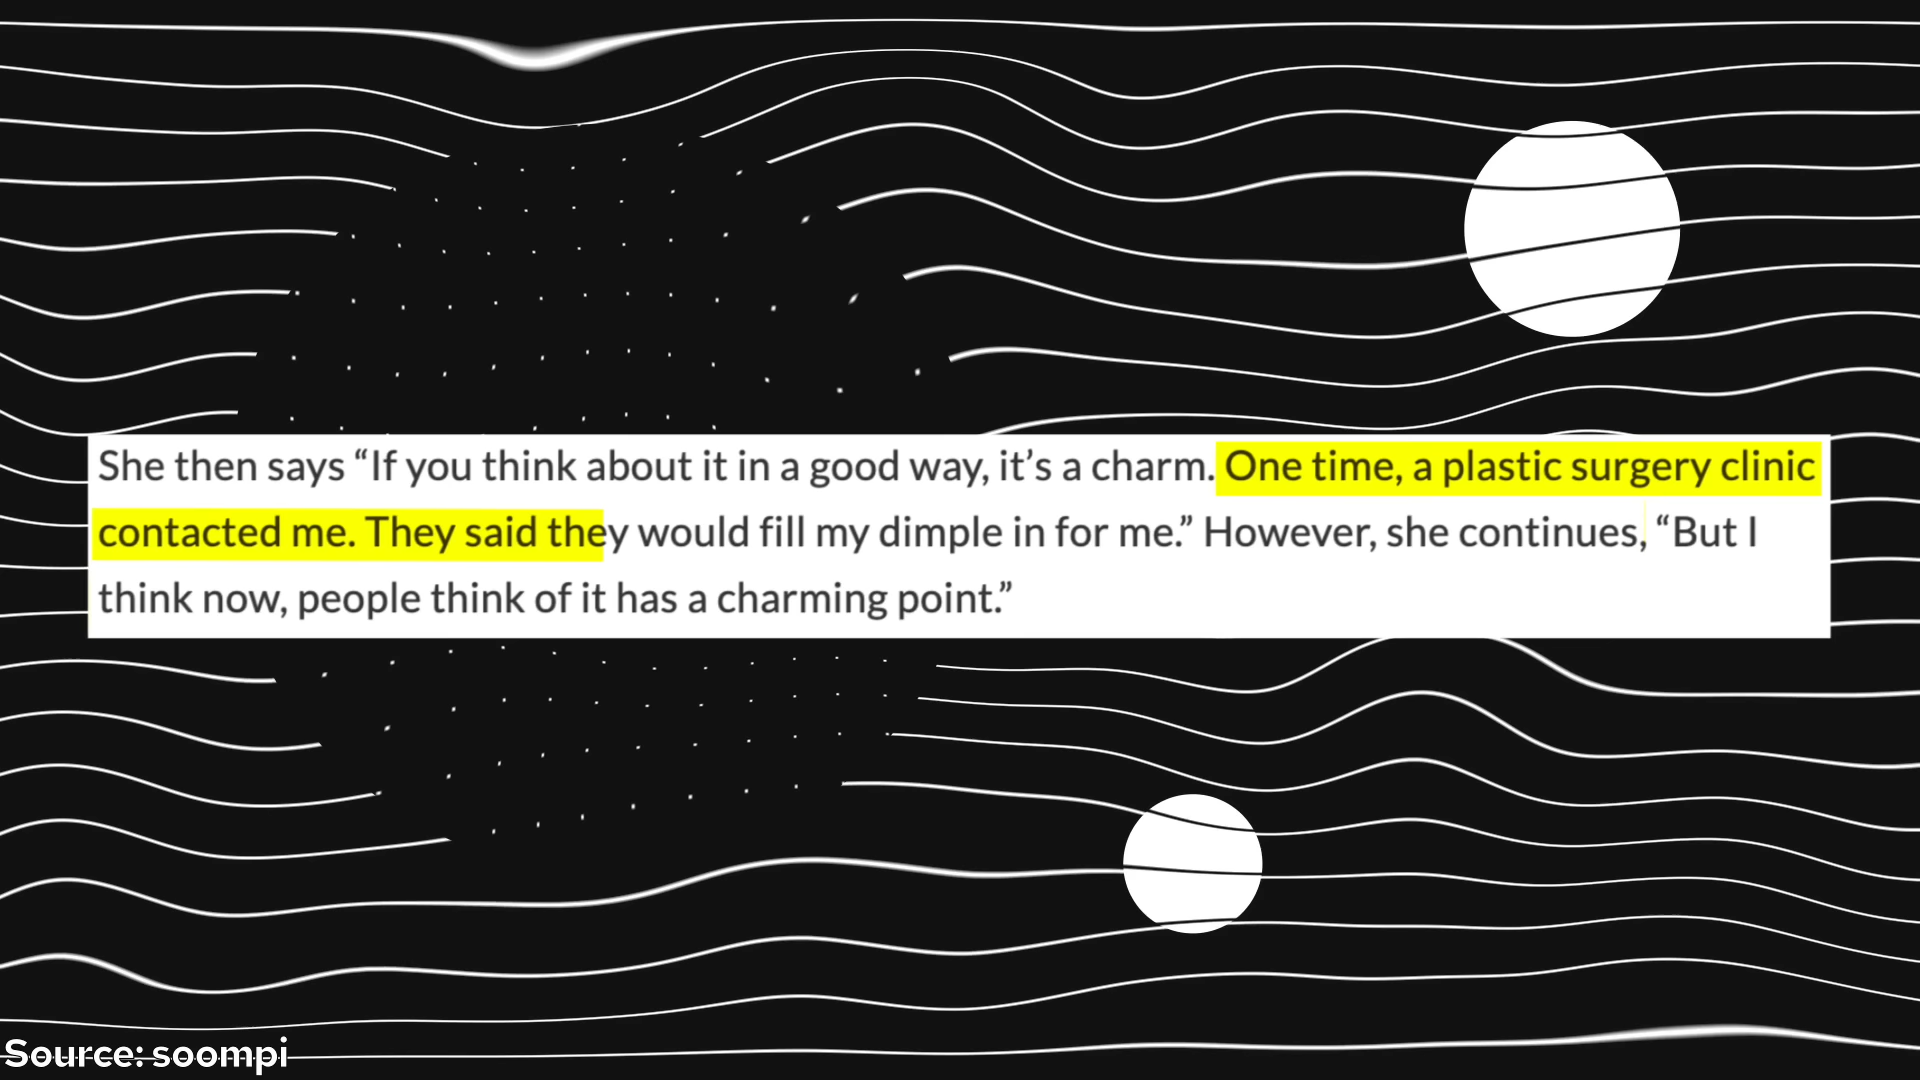 She then says “If you think about it in a good way, it’s a charm. One time, a plastic surgery clinic
contacted me. They said they would fill my dimple in for me.” However, she continues, “But I
think now, people think of it has a charming point.”
Source: soompi